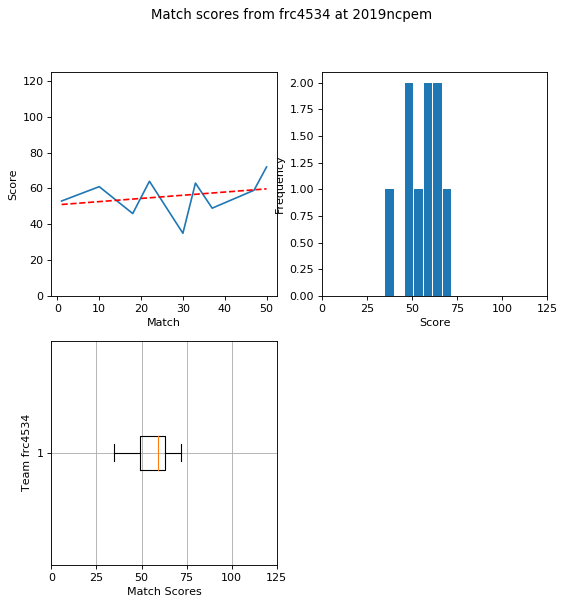 Match scores from frc4534 at 2019ncpem
120
100
80
60
40
20
0
Score
0 10 20 30 40 50
Match
2.00
1.75
1.50
1.25
1.00
0.75
0.50
0.25
0.00
Frequency
0 25 50 75 100 125
Score
Team frc4534
1
0 25 50 75 100 125
Match Scores